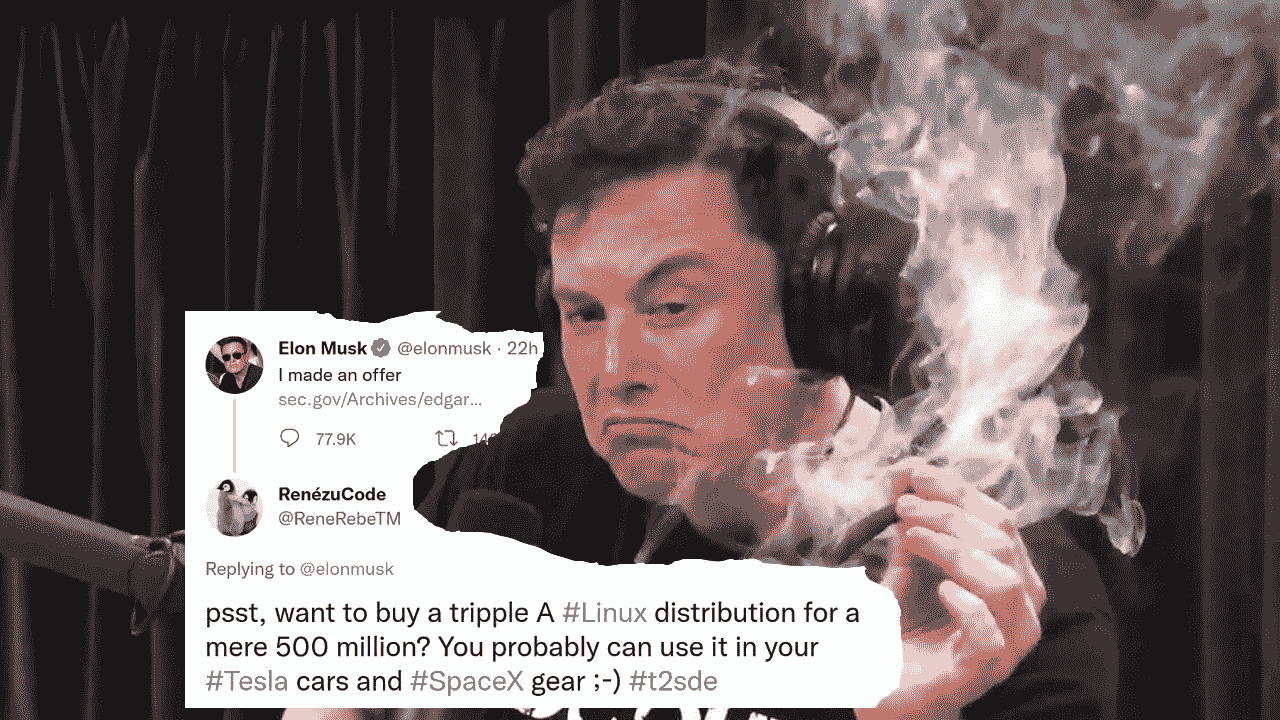 Elon Musk @elonmusk · 22h
I made an offer
sec.gov/Archives/edgar...
77.9K
RenézuCode
@ReneRebeTM
Replying to @elonmusk
psst, want to buy a tripple A #Linux distribution for a
mere 500 million? You probably can use it in your
#Tesla cars and #SpaceX gear ;-) #t2sde